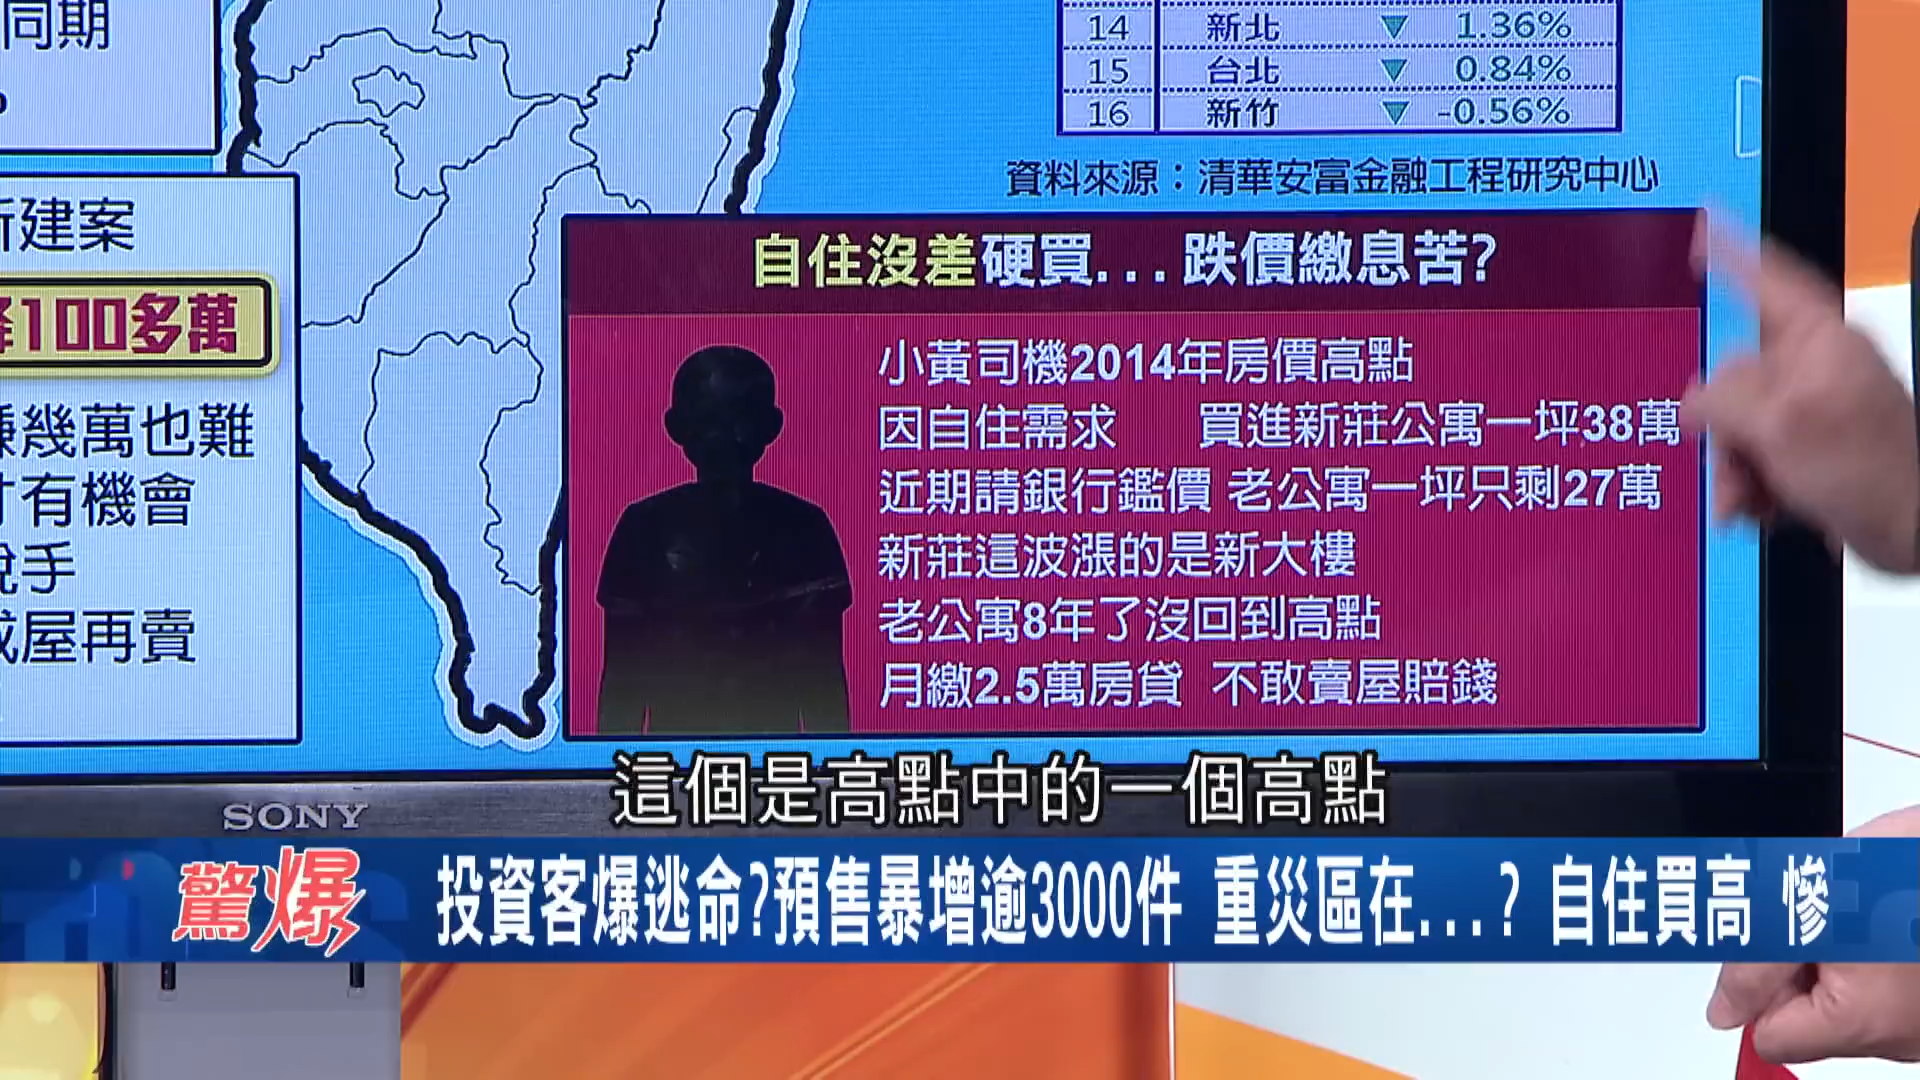 同期
14 新北 ▼ 1.36%
15 台北 ▼ 0.84%
16 新竹 ▼ -0.56%
資料來源：清華安富金融工程研究中心
建案
100多萬
幾萬也難
有機會
手
屋再賣
自住沒差硬買...跌價繳息苦?
小黃司機2014年房價高點
因自住需求 買進新莊公寓一坪38萬
近期請銀行鑑價 老公寓一坪只剩27萬
新莊這波漲的是新大樓
老公寓8年了沒回到高點
月繳2.5萬房貸 不敢賣屋賠錢
這個是高點中的一個高點
SONY
驚爆 投資客爆逃命?預售暴增逾3000件 重災區在...? 自住買高 慘